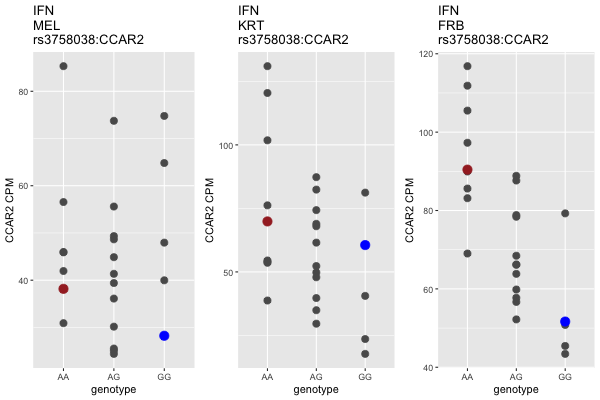 IFN
MEL
rs3758038:CCAR2
CCAR2 CPM
80
60
40
AA AG GG
genotype
IFN
KRT
rs3758038:CCAR2
CCAR2 CPM
100
50
AA AG GG
genotype
IFN
FRB
rs3758038:CCAR2
CCAR2 CPM
120
100
80
60
40
AA AG GG
genotype